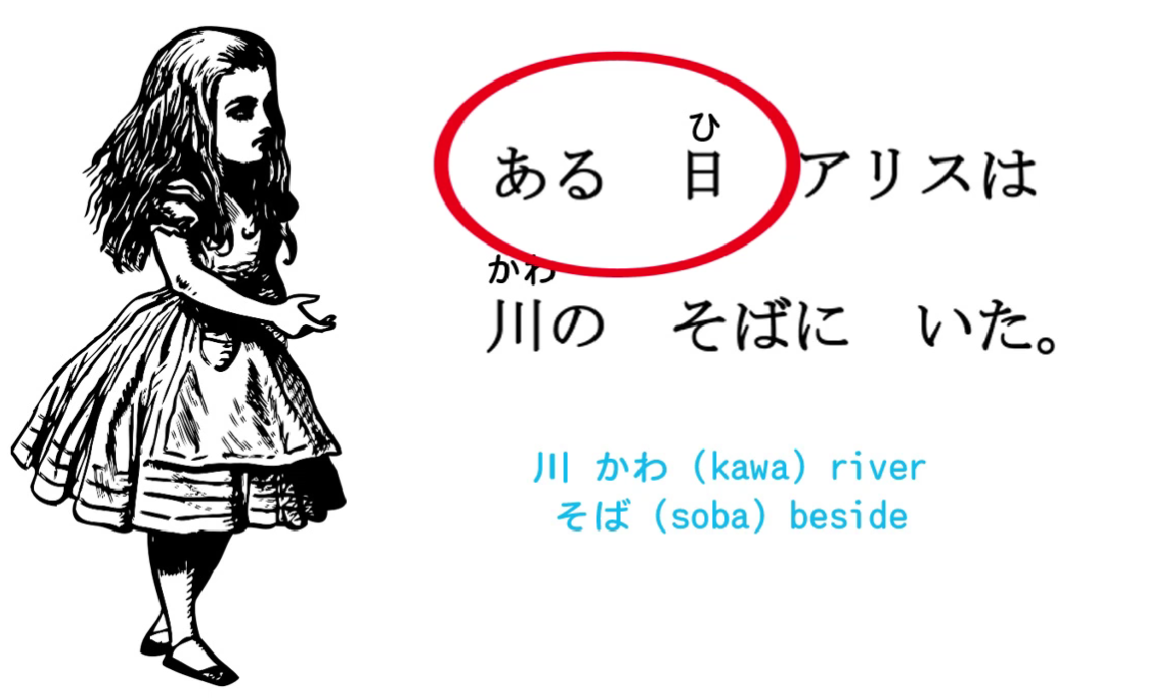 ひ
ある　日　アリスは
かわ
川の　そばに　いた。
川 かわ (kawa) river
そば (soba) beside